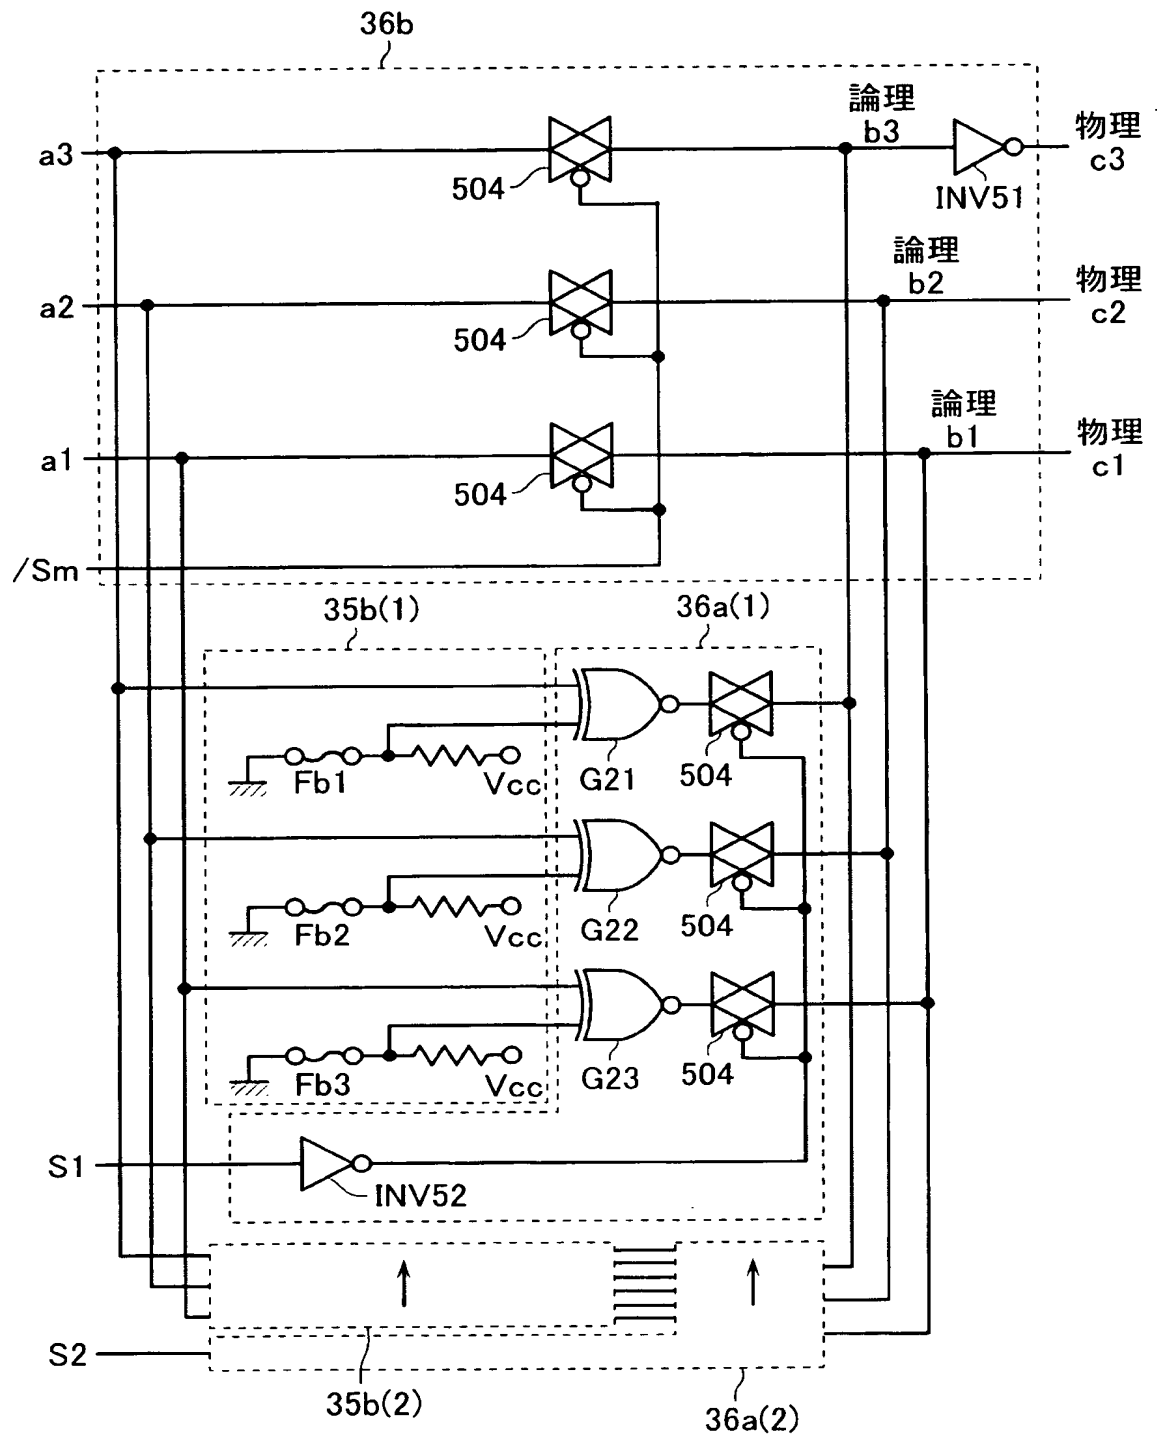 36b
a3
504
論理
b3
INV51
物理
c3
a2
504
論理
b2
物理
c2
a1
504
論理
b1
物理
c1
/Sm
35b(1)
36a(1)
Fb1
Vcc
G21
504
Fb2
Vcc
G22
504
Fb3
Vcc
G23
504
S1
INV52
S2
35b(2)
36a(2)